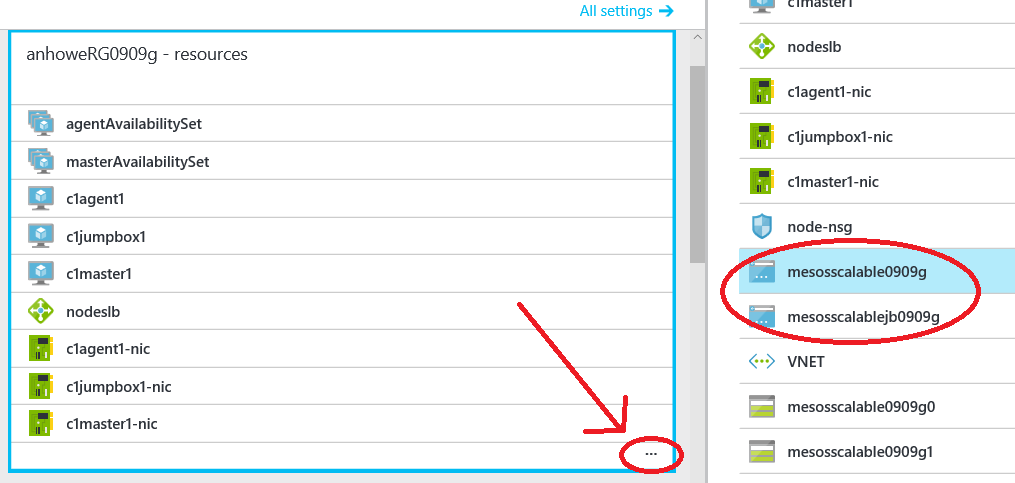 All settings →
anhoweRG0909g - resources
agentAvailabilitySet
masterAvailabilitySet
c1agent1
c1jumpbox1
c1master1
nodeslb
c1agent1-nic
c1jumpbox1-nic
c1master1-nic
...
c1master1
nodeslb
c1agent1-nic
c1jumpbox1-nic
c1master1-nic
node-nsg
mesosscalable0909g
mesosscalablejb0909g
VNET
mesosscalable0909g0
mesosscalable0909g1